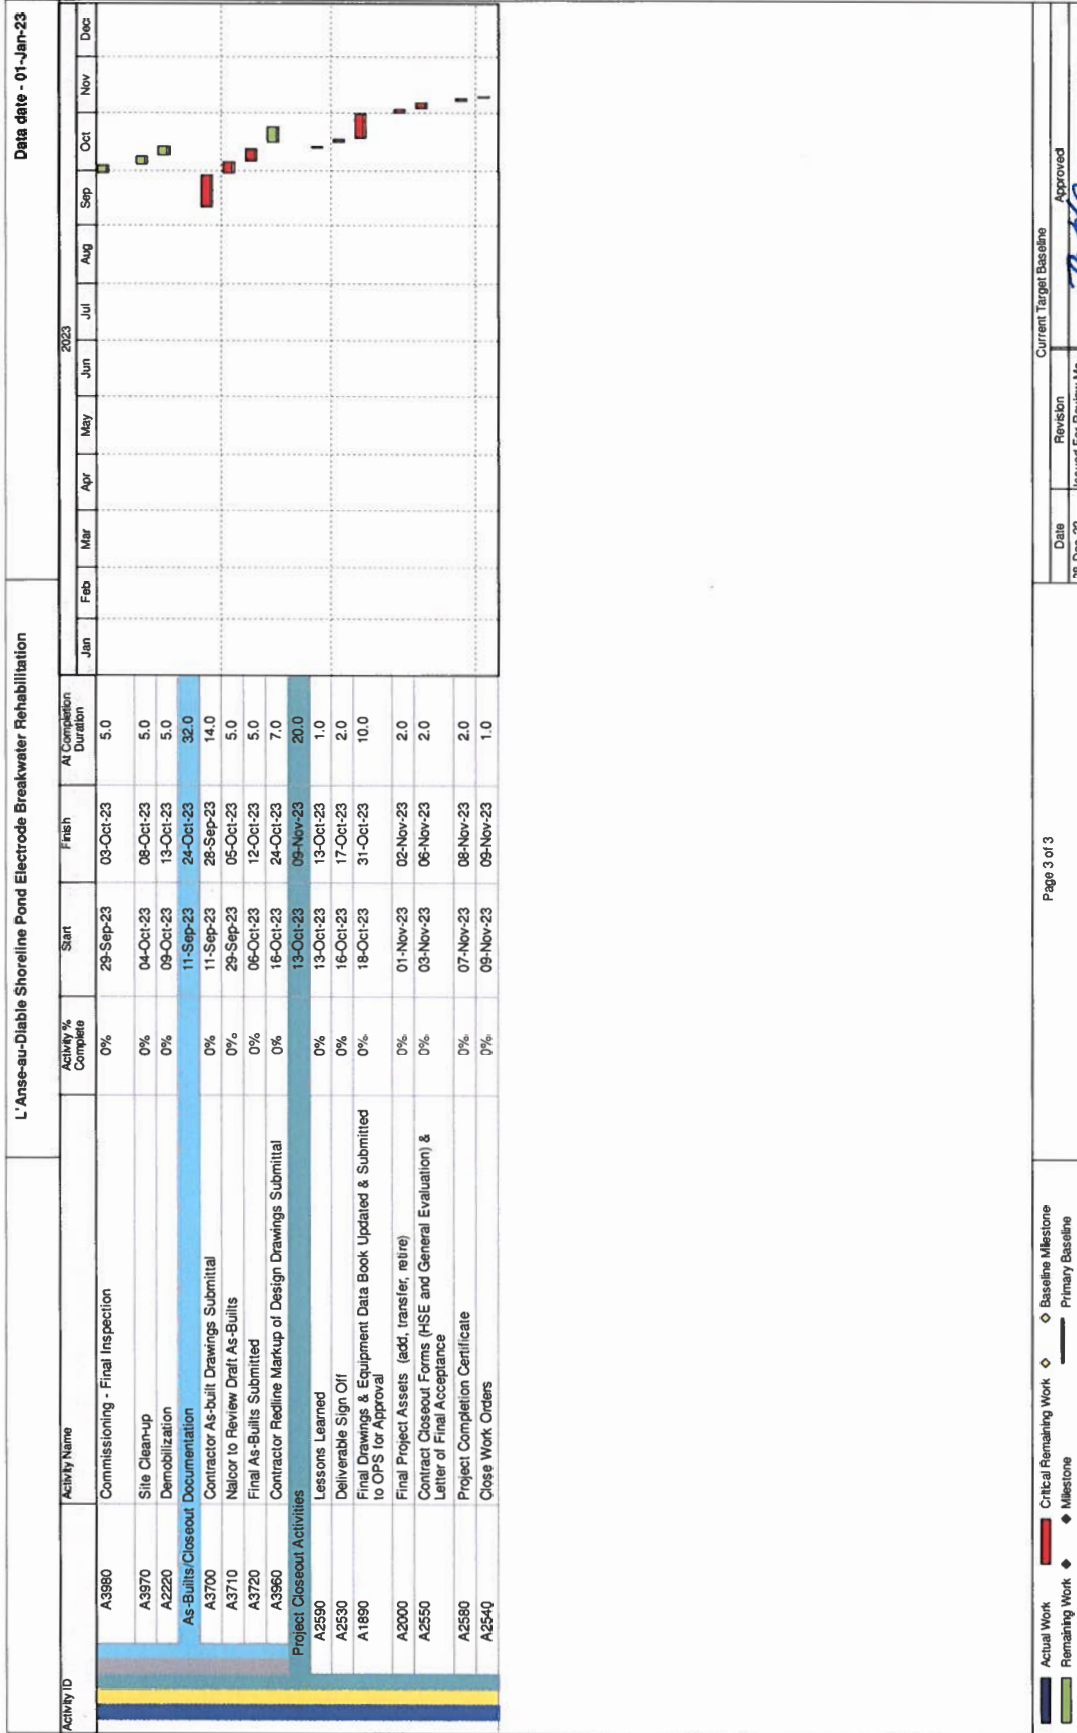 L'Anse-au-Diable Shoreline Pond Electrode Breakwater Rehabilitation
Data date - 01-Jan-23
Activity ID Activity Name Activity % Complete Start Finish At Completion Duration 2023
Jan Feb Mar Apr May Jun Jul Aug Sep Oct Nov Dec
A3980 Commissioning - Final Inspection 0% 29-Sep-23 03-Oct-23 5.0
A3970 Site Clean-up 0% 04-Oct-23 08-Oct-23 5.0
A2220 Demobilization 0% 09-Oct-23 13-Oct-23 5.0
As-Builts/Closeout Documentation 11-Sep-23 24-Oct-23 32.0
A3700 Contractor As-built Drawings Submittal 0% 11-Sep-23 28-Sep-23 14.0
A3710 Nalcor to Review Draft As-Builts 0% 29-Sep-23 05-Oct-23 5.0
A3720 Final As-Builts Submitted 0% 06-Oct-23 12-Oct-23 5.0
A3960 Contractor Redline Markup of Design Drawings Submittal 0% 16-Oct-23 24-Oct-23 7.0
Project Closeout Activities 13-Oct-23 09-Nov-23 20.0
A2590 Lessons Learned 0% 13-Oct-23 13-Oct-23 1.0
A2530 Deliverable Sign Off 0% 16-Oct-23 17-Oct-23 2.0
A1890 Final Drawings & Equipment Data Book Updated & Submitted 0% 18-Oct-23 31-Oct-23 10.0
to OPS for Approval
A2000 Final Project Assets (add, transfer, retire) 0% 01-Nov-23 02-Nov-23 2.0
A2550 Contract Closeout Forms (HSE and General Evaluation) & 0% 03-Nov-23 06-Nov-23 2.0
Letter of Final Acceptance
A2580 Project Completion Certificate 0% 07-Nov-23 08-Nov-23 2.0
A2540 Close Work Orders 0% 09-Nov-23 09-Nov-23 1.0
Actual Work Critical Remaining Work Baseline Milestone
Remaining Work Milestone Primary Baseline
Page 3 of 3
Current Target Baseline
Date Revision Approved